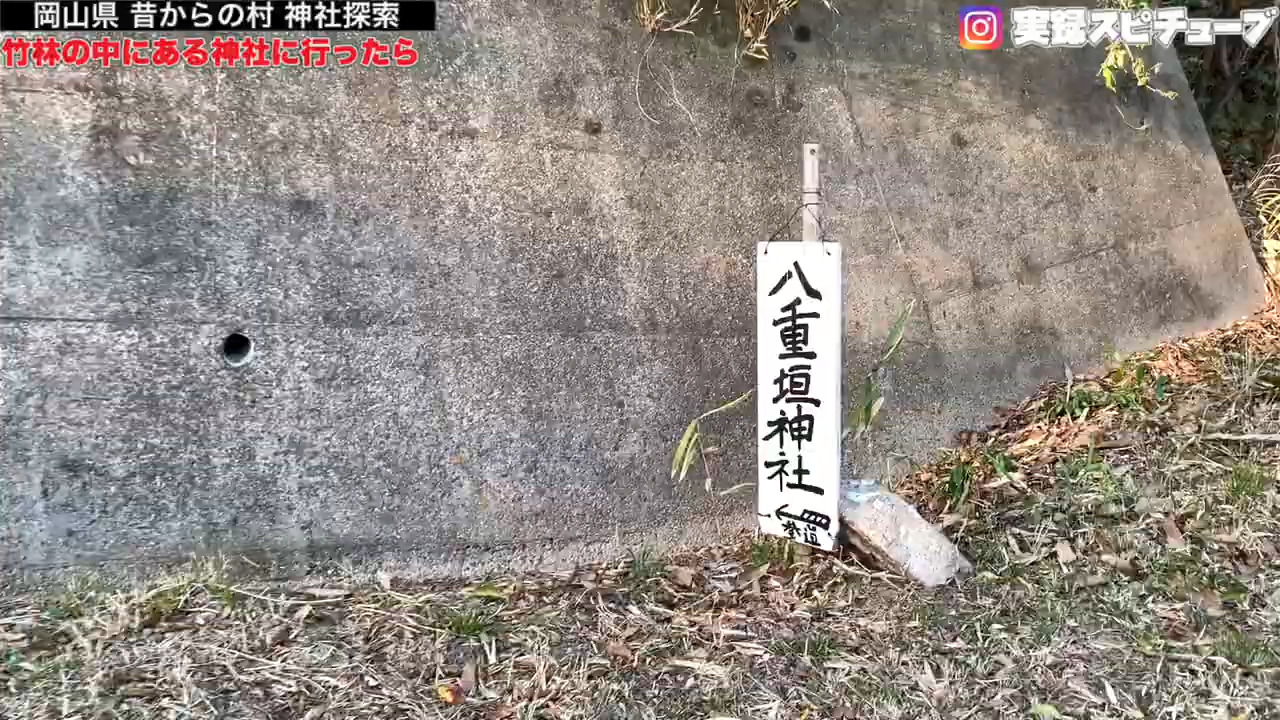 岡山県 昔からの村 神社探索
竹林の中にある神社に行ったら
実録スピチューブ
八重垣神社
登道